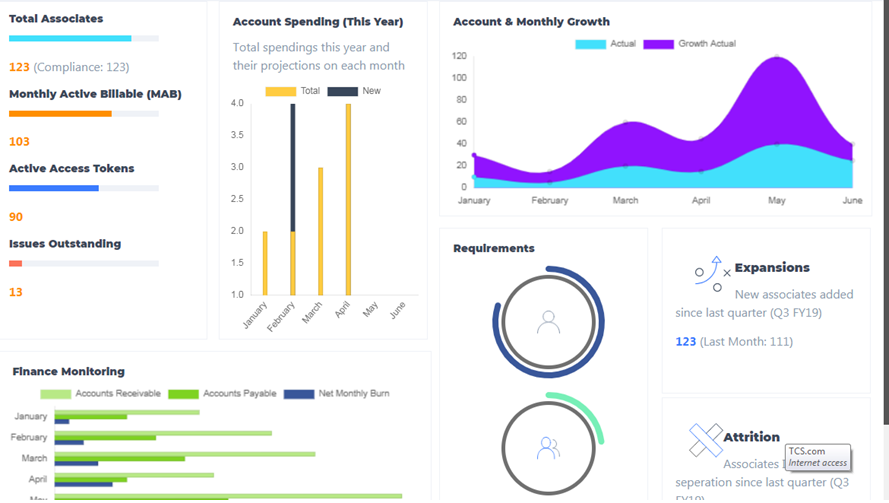 Total Associates
123 (Compliance: 123)
Monthly Active Billable (MAB)
103
Active Access Tokens
90
Issues Outstanding
13
Account Spending (This Year)
Total spendings this year and
their projections on each month
Total New
4.0
3.5
3.0
2.5
2.0
1.5
1.0
January February March April May June
Account & Monthly Growth
Actual Growth Actual
120
100
80
60
40
20
0
January February March April May June
Requirements
Expansions
New associates added
since last quarter (Q3 FY19)
123 (Last Month: 111)
Attrition
Associates
seperation since last quarter (Q3
FY19)
TCS.com
Internet access
Finance Monitoring
Accounts Receivable Accounts Payable Net Monthly Burn
January
February
March
April
May